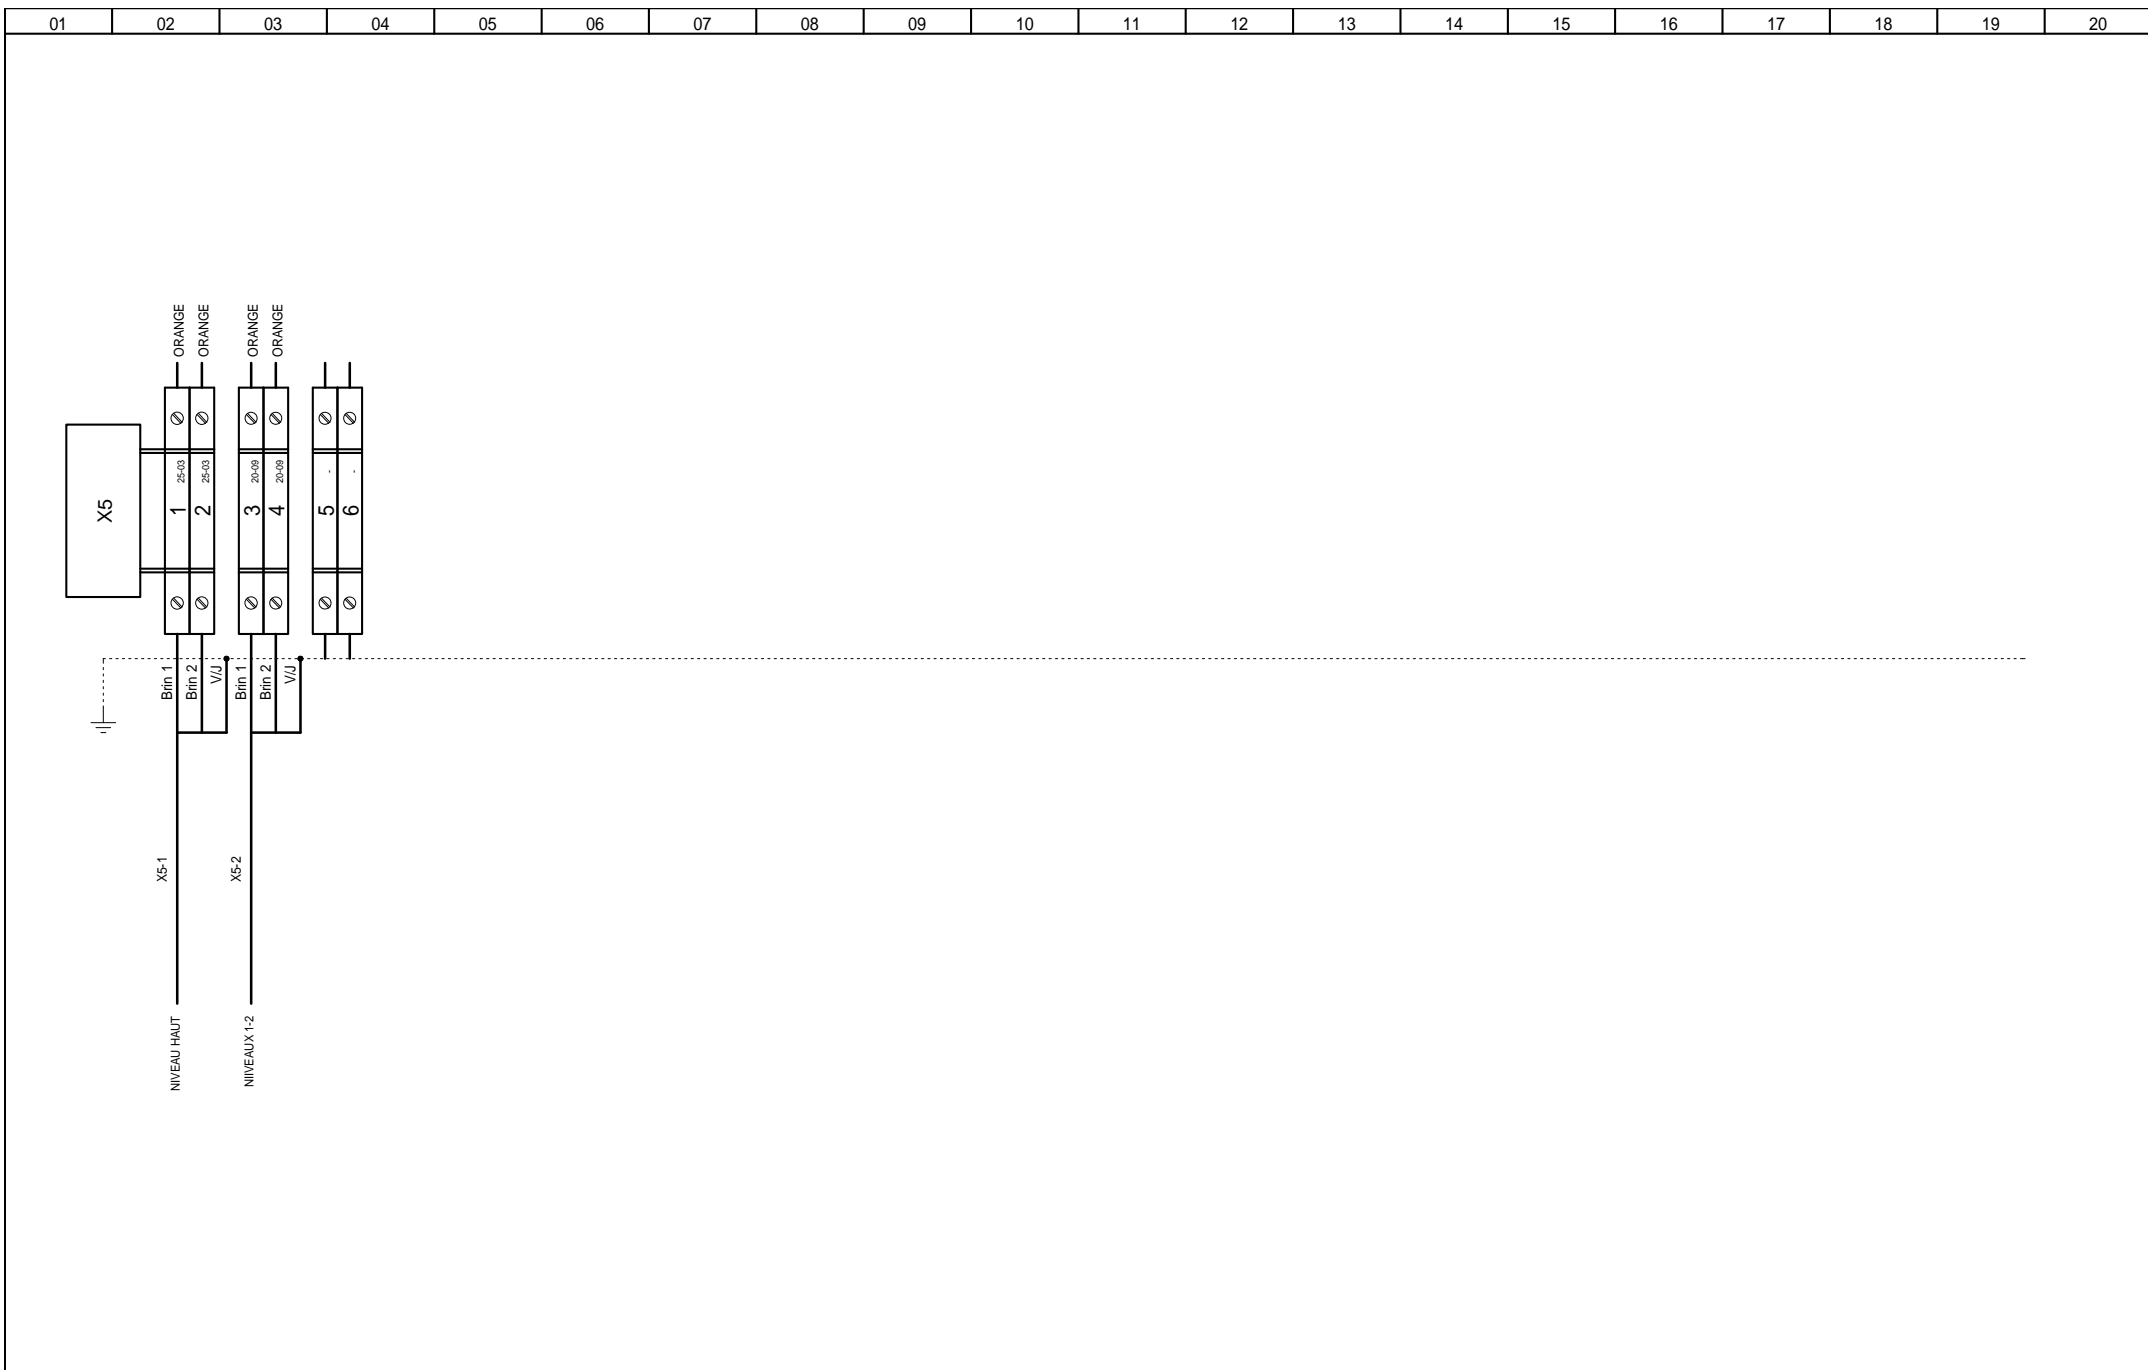 01 02 03 04 05 06 07 08 09 10 11 12 13 14 15 16 17 18 19 20
ORANGE
ORANGE
ORANGE
ORANGE
X5
25-03
25-03
20-09
20-09
-
-
1
2
3
4
5
6
Brin 1
Brin 2
V/J
Brin 1
Brin 2
V/J
X5-1
X5-2
NIVEAU HAUT
NIIVEAUX 1-2